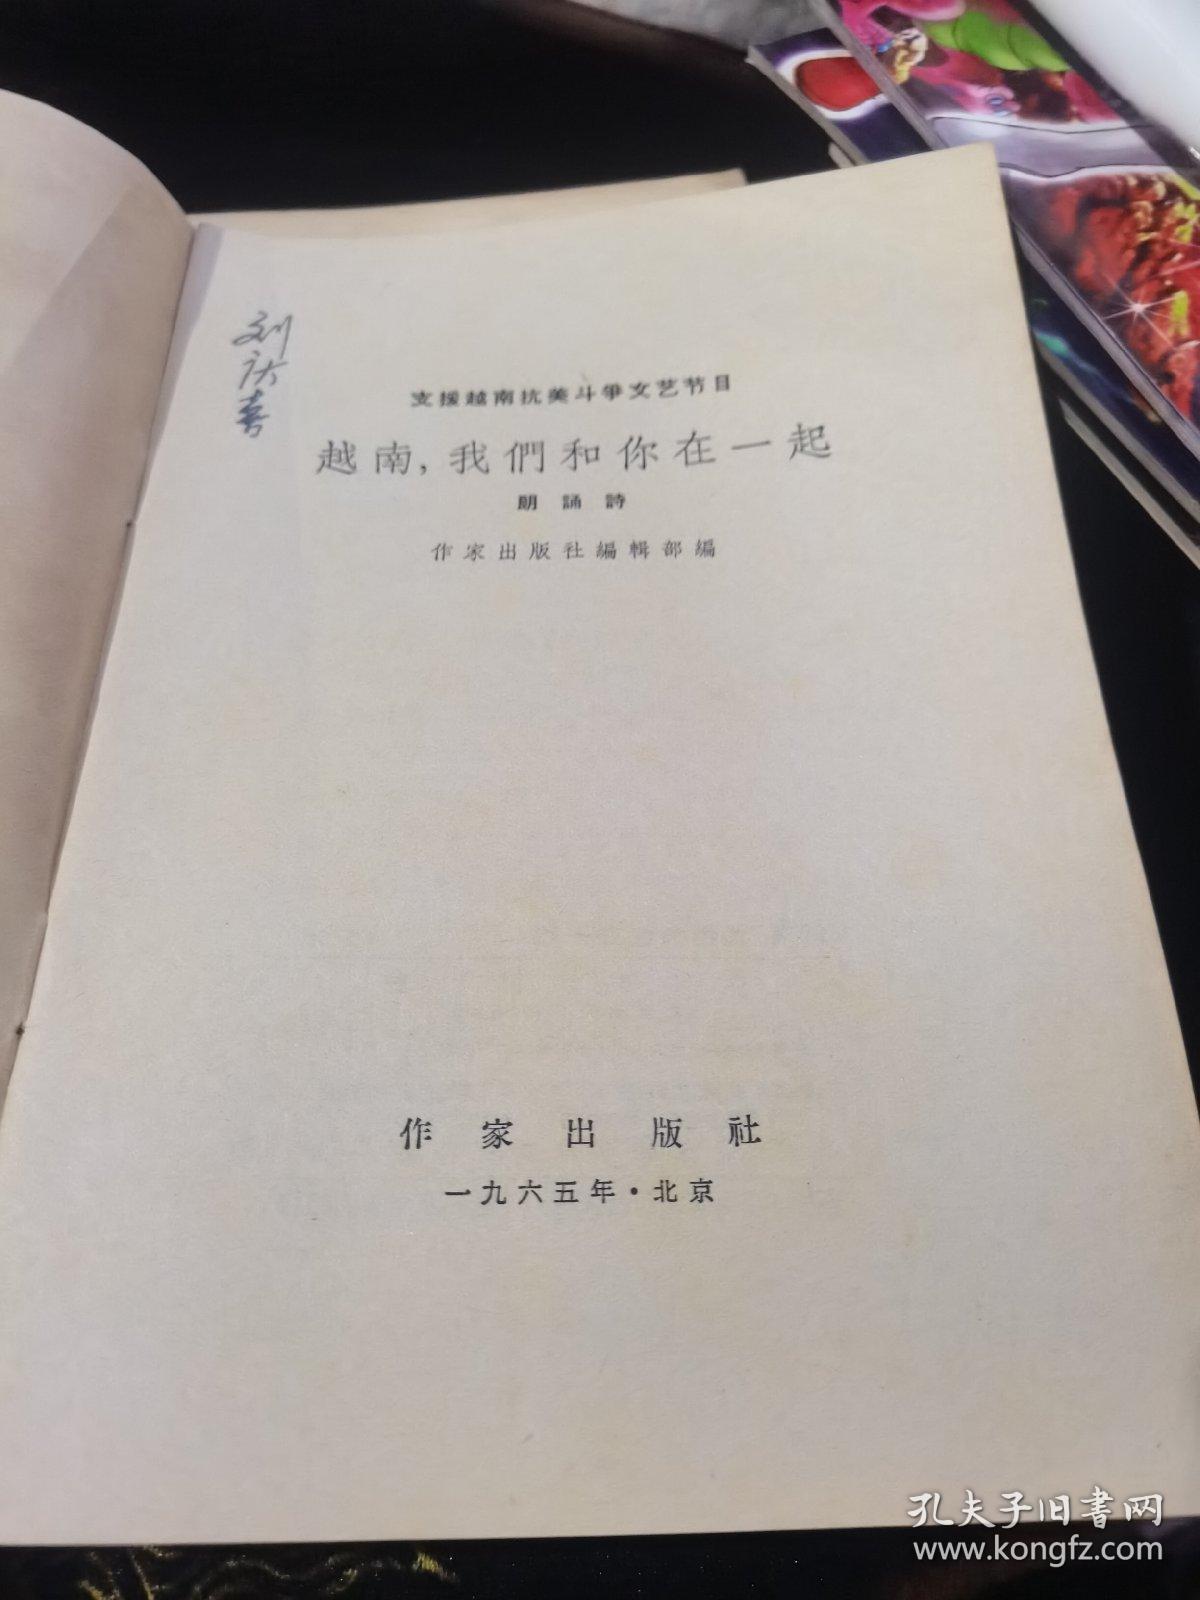 刘庆喜
支援越南抗美斗爭文艺节目
越南，我們和你在一起
朗誦詩
作家出版社編輯部編
作家出版社
一九六五年·北京
孔夫子旧书网
www.kongfz.com